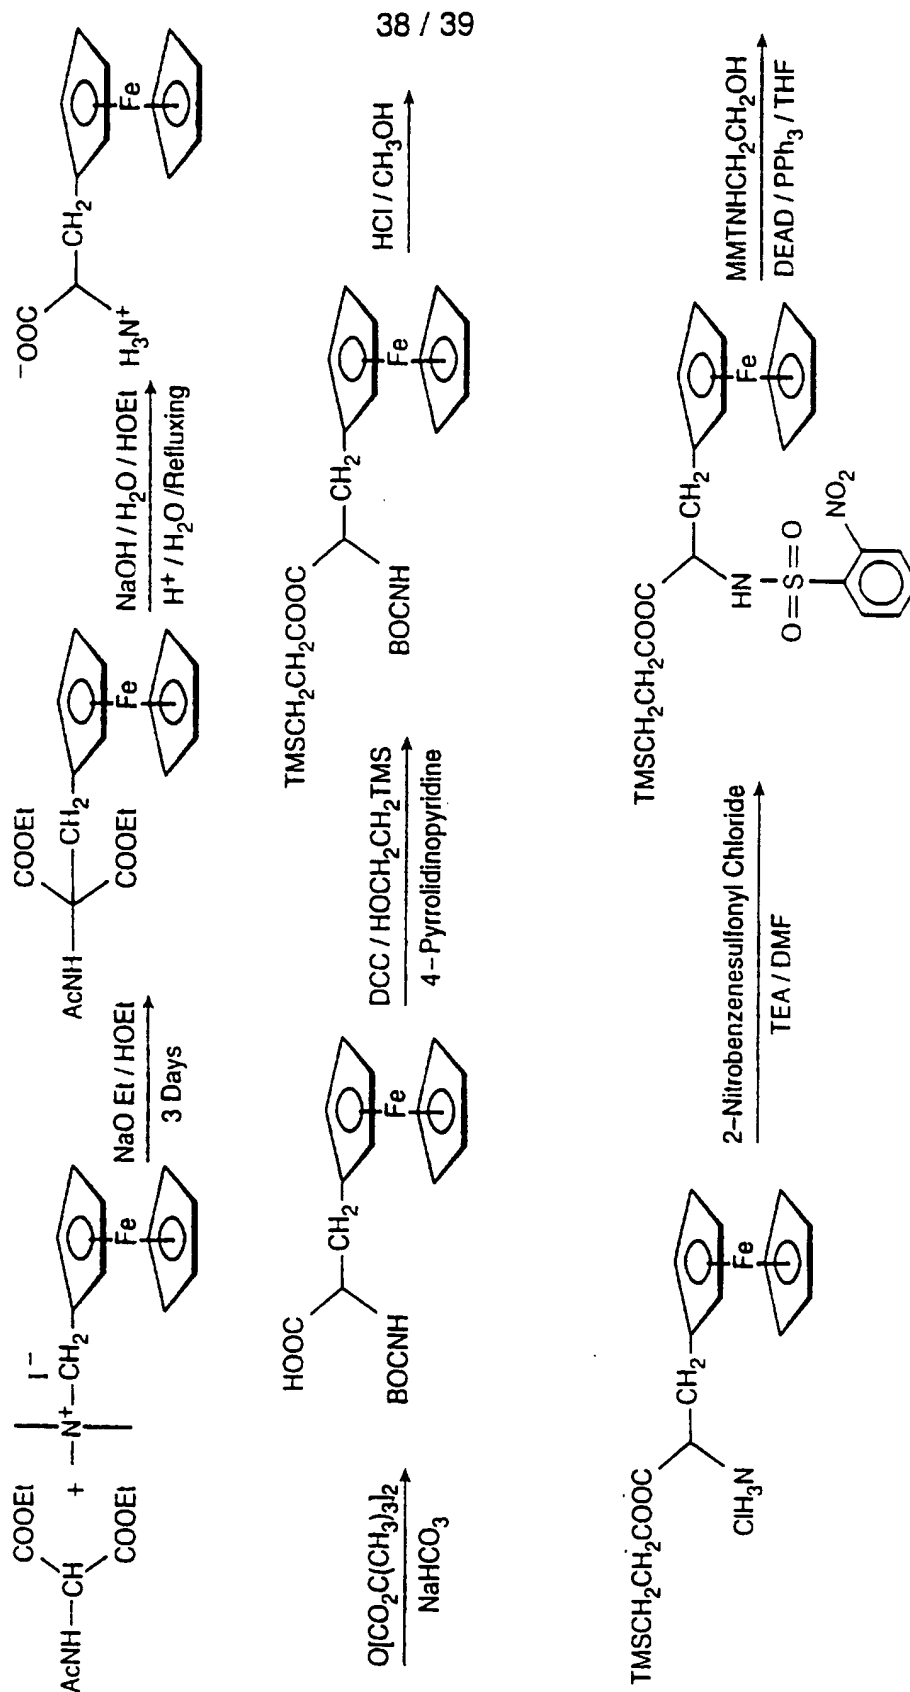 38 / 39
AcNH—CH
COOEt
COOEt
+
—N⁺—CH₂
I⁻
Fe
NaO Et / HOEt
3 Days
AcNH
COOEt
COOEt
CH₂
Fe
NaOH / H₂O / HOEt
H⁺ / H₂O /Refluxing
⁻OOC
H₃N⁺
CH₂
Fe
O[CO₂C(CH₃)₃]₂
NaHCO₃
HOOC
BOCNH
CH₂
Fe
DCC / HOCH₂CH₂TMS
4–Pyrrolidinopyridine
TMSCH₂CH₂COOC
BOCNH
CH₂
Fe
HCl / CH₃OH
TMSCH₂CH₂COOC
ClH₃N
CH₂
Fe
2–Nitrobenzenesulfonyl Chloride
TEA / DMF
TMSCH₂CH₂COOC
CH₂
HN
O=S=O
NO₂
Fe
MMTNHCH₂CH₂OH
DEAD / PPh₃ / THF